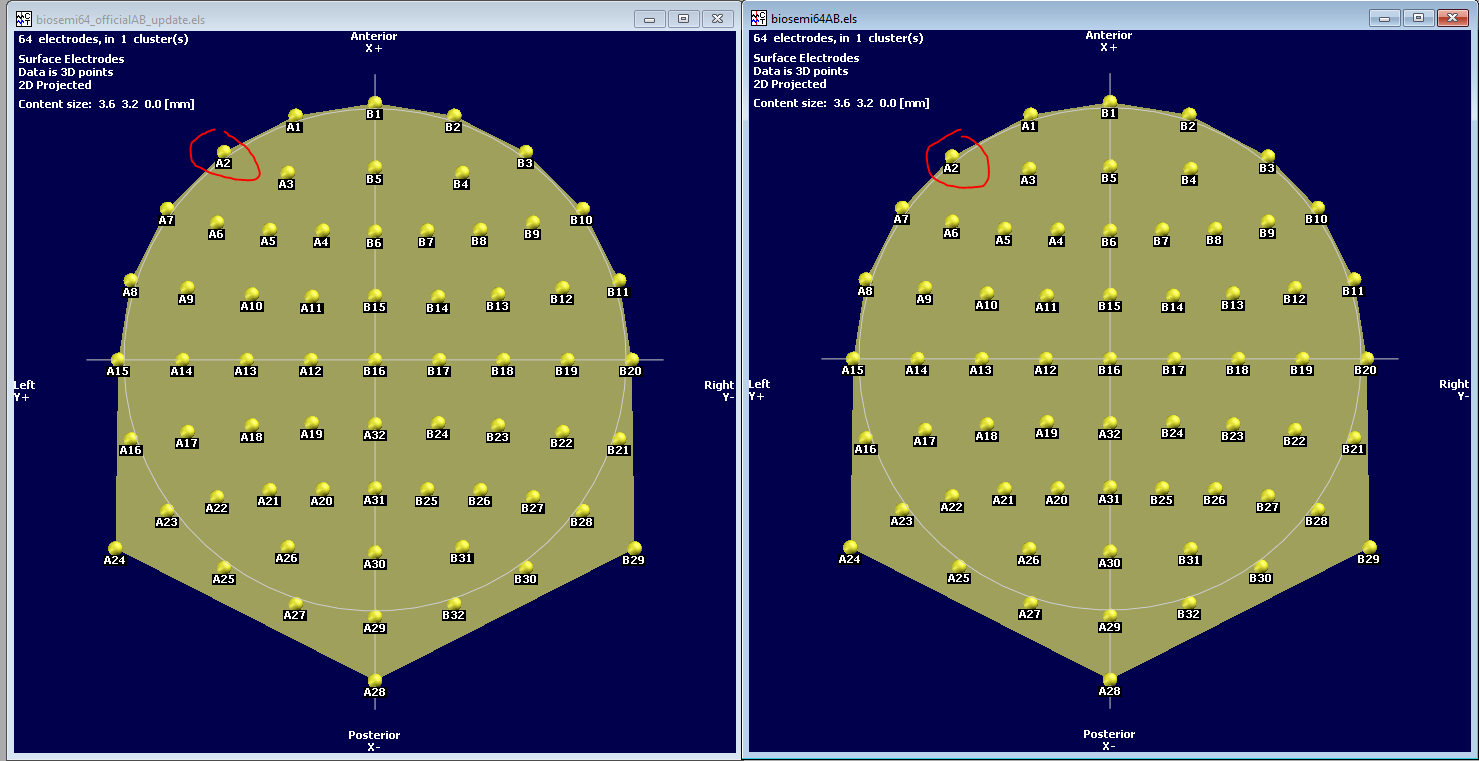 biosemi64_officialAB_update.els
64 electrodes, in 1 cluster(s)
Anterior
X+
Surface Electrodes
Data is 3D points
2D Projected
Content size: 3.6 3.2 0.0 [mm]
B1
A1 B2
A2 B3
A3 B5 B4
A7 B10
A6 A5 A4 B6 B7 B8 B9
A8 A9 B12 B11
A10 A11 B15 B14 B13
A15 A14 A13 A12 B16 B17 B18 B19 B20
Left
Y+
Right
Y-
A16 A17 A18 A19 A32 B24 B23 B22 B21
A23 A22 A21 A20 A31 B25 B26 B27 B28
A24 A26 A30 B31 B29
A25 B30
A27 A29 B32
A28
Posterior
X-
biosemi64AB.els
64 electrodes, in 1 cluster(s)
Anterior
X+
Surface Electrodes
Data is 3D points
2D Projected
Content size: 3.6 3.2 0.0 [mm]
B1
A1 B2
A2 B3
A3 B5 B4
A7 B10
A6 A5 A4 B6 B7 B8 B9
A8 A9 B12 B11
A10 A11 B15 B14 B13
A15 A14 A13 A12 B16 B17 B18 B19 B20
Left
Y+
Right
Y-
A16 A17 A18 A19 A32 B24 B23 B22 B21
A23 A22 A21 A20 A31 B25 B26 B27 B28
A24 A26 A30 B31 B29
A25 B30
A27 A29 B32
A28
Posterior
X-